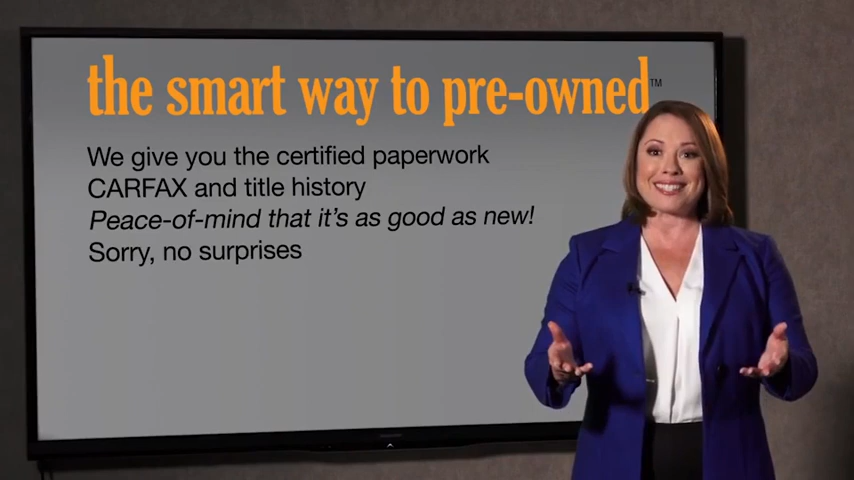 the smart way to pre-owned™
We give you the certified paperwork
CARFAX and title history
Peace-of-mind that it's as good as new!
Sorry, no surprises